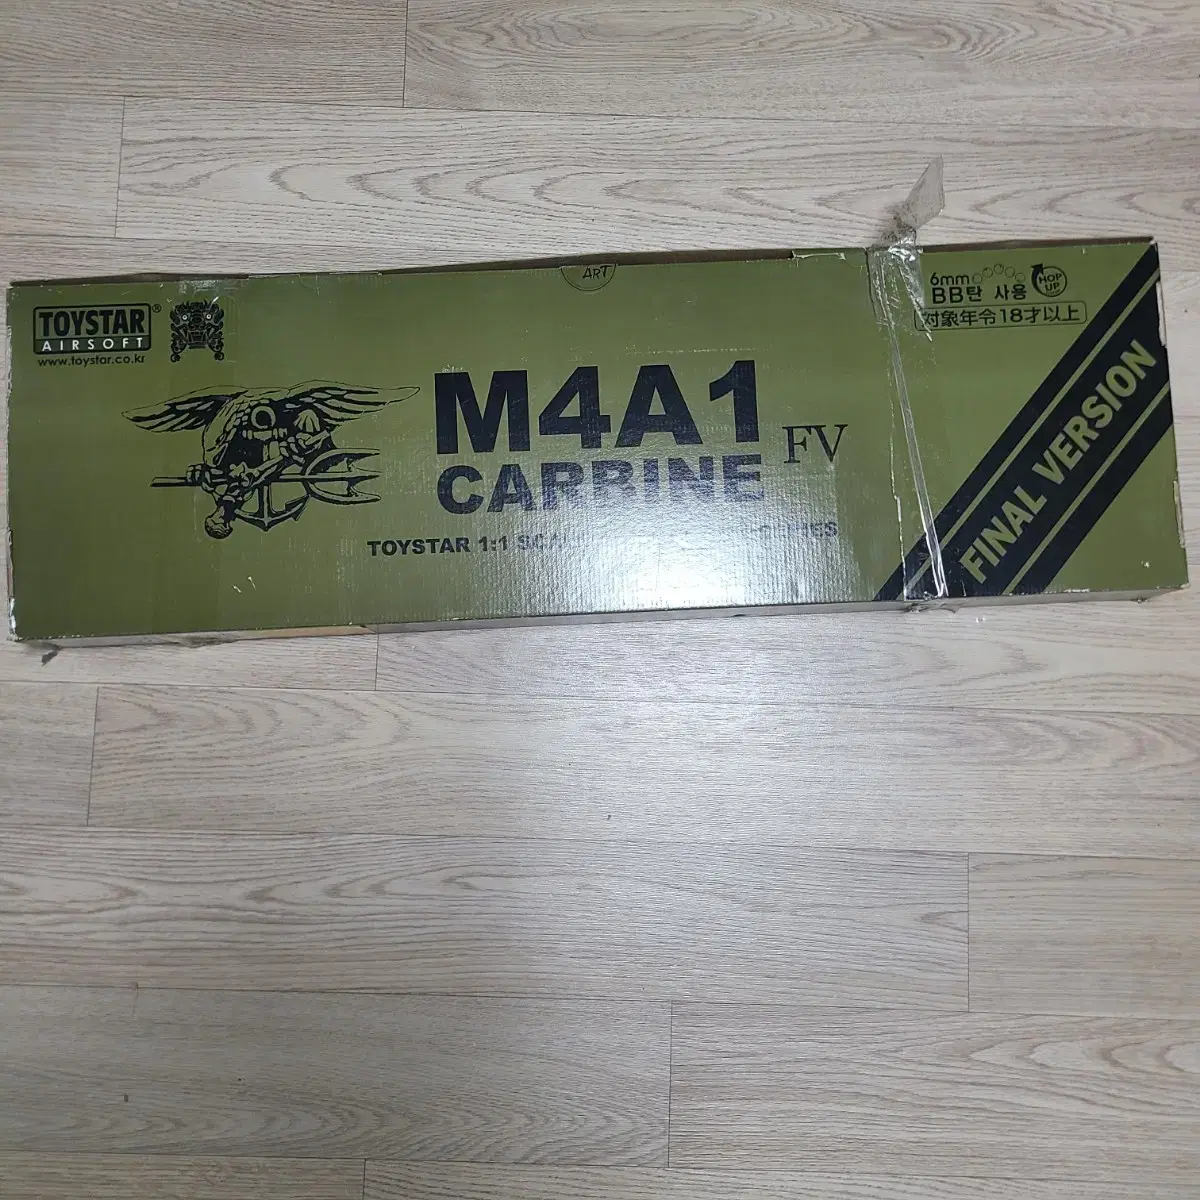 TOYSTAR®
AIRSOFT
www.toystar.co.kr
ART
6mm
BB탄 사용
HOP UP
対象年令18才以上
M4A1
CARBINE FV
TOYSTAR 1:1
FINAL VERSION